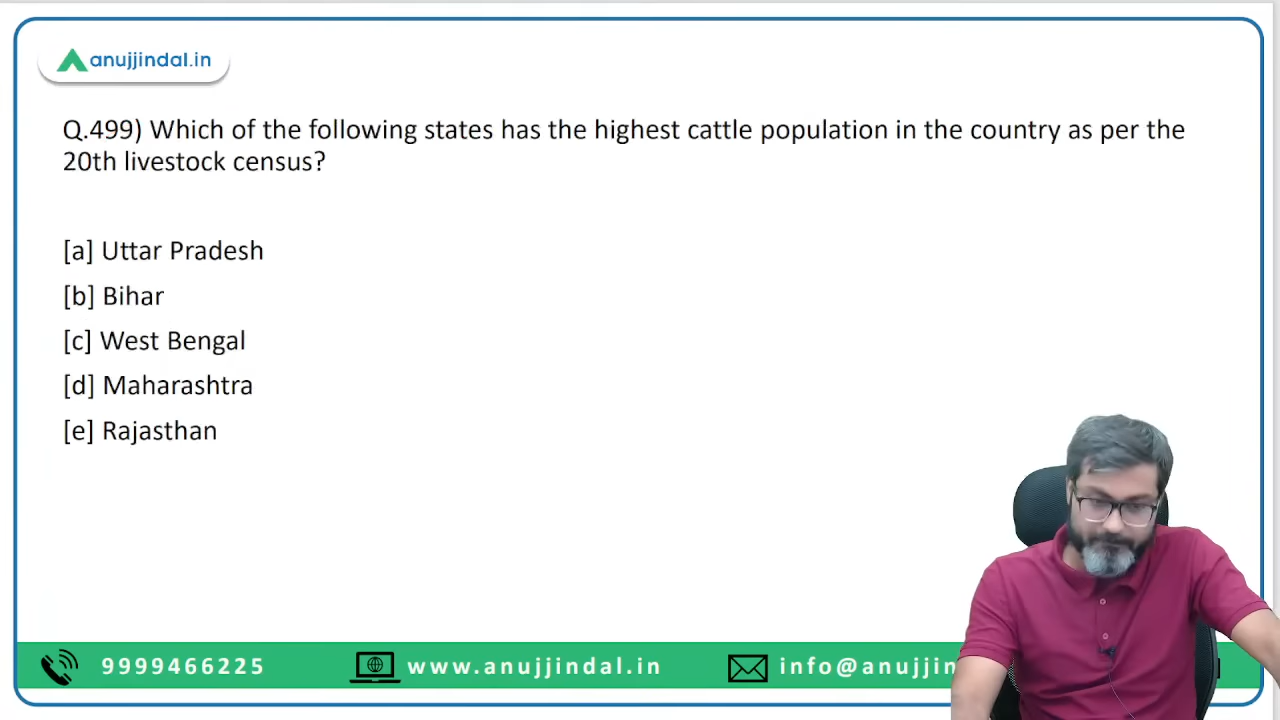 anujjindal.in
Q.499) Which of the following states has the highest cattle population in the country as per the
20th livestock census?
[a] Uttar Pradesh
[b] Bihar
[c] West Bengal
[d] Maharashtra
[e] Rajasthan
9999466225 www.anujjindal.in info@anujjin